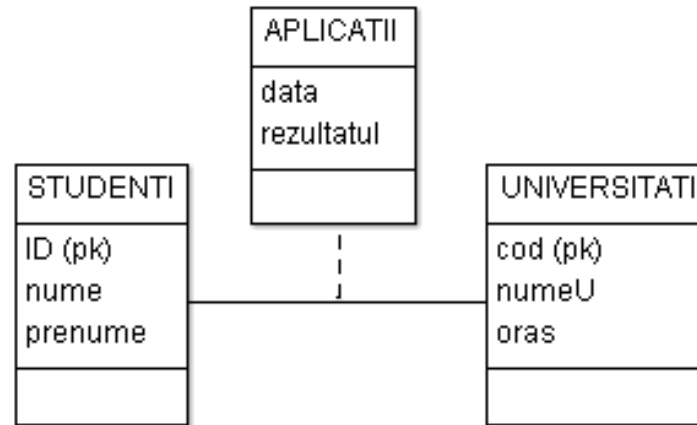 APLICATII
data
rezultatul
STUDENTI
ID (pk)
nume
prenume
UNIVERSITATI
cod (pk)
numeU
oras